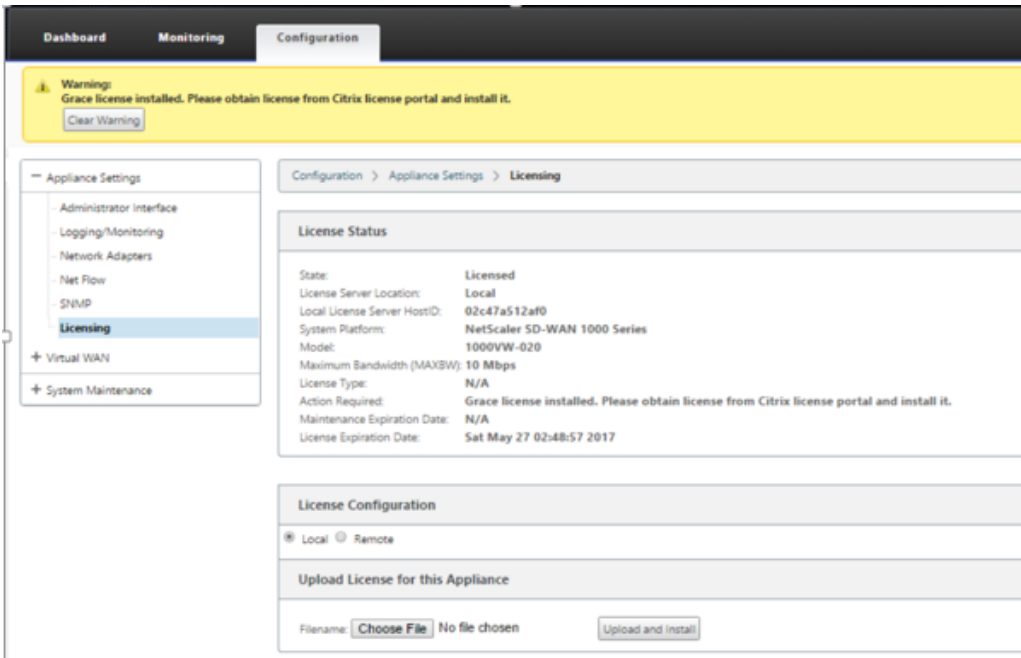 Dashboard Monitoring Configuration
Warning:
Grace license installed. Please obtain license from Citrix license portal and install it.
Clear Warning
Appliance Settings
Administrator Interface
Logging/Monitoring
Network Adapters
Net Flow
SNMP
Licensing
+ Virtual WAN
+ System Maintenance
Configuration > Appliance Settings > Licensing
License Status
State: Licensed
License Server Location: Local
Local License Server HostID: 02c47a512af0
System Platform: NetScaler SD-WAN 1000 Series
Model: 1000VW-020
Maximum Bandwidth (MAXBW): 10 Mbps
License Type: N/A
Action Required: Grace license installed. Please obtain license from Citrix license portal and install it.
Maintenance Expiration Date: N/A
License Expiration Date: Sat May 27 02:48:57 2017
License Configuration
Local Remote
Upload License for this Appliance
Filename: Choose File No file chosen Upload and Install